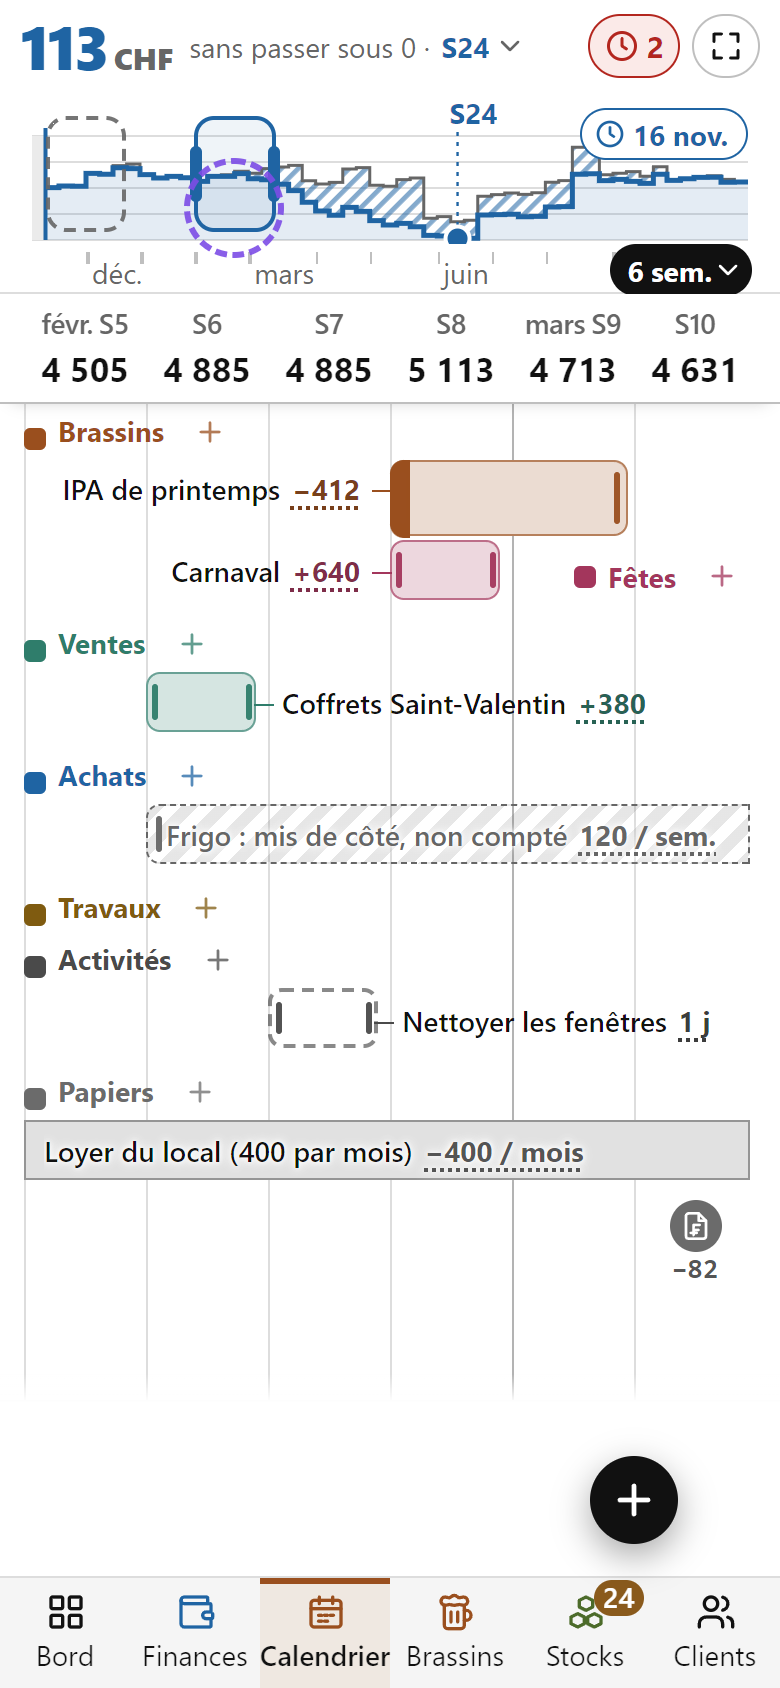 113 CHF sans passer sous 0 · S24
2
S24
16 nov.
déc. mars juin
6 sem.
févr. S5 S6 S7 S8 mars S9 S10
4 505 4 885 4 885 5 113 4 713 4 631
Brassins +
IPA de printemps −412
Carnaval +640
Fêtes +
Ventes +
Coffrets Saint-Valentin +380
Achats +
Frigo : mis de côté, non compté 120 / sem.
Travaux +
Activités +
Nettoyer les fenêtres 1 j
Papiers +
Loyer du local (400 par mois) −400 / mois
−82
+
24
Bord Finances Calendrier Brassins Stocks Clients